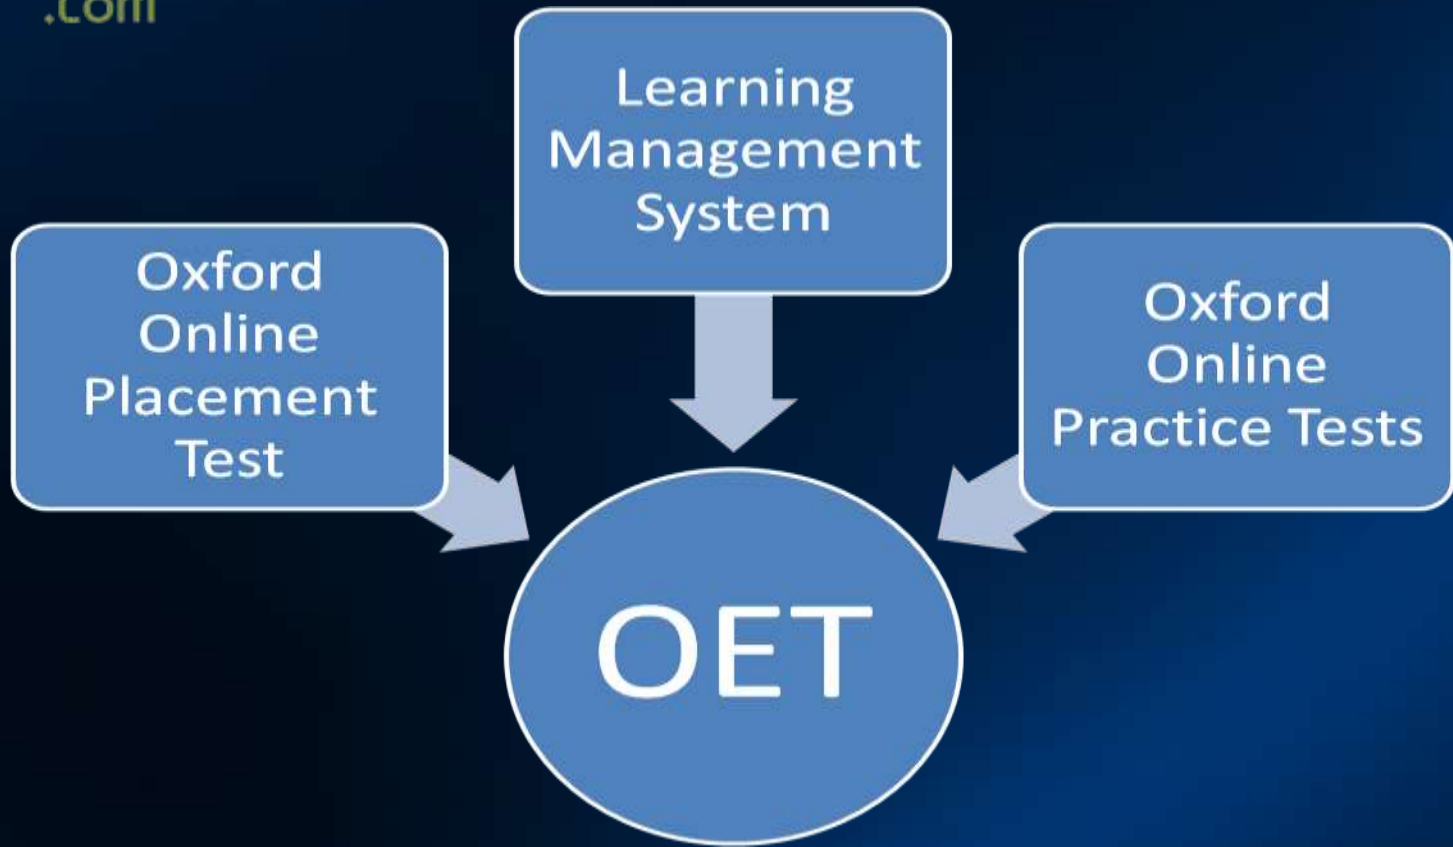 .com
Learning
Management
System
Oxford
Online
Placement
Test
Oxford
Online
Practice Tests
OET